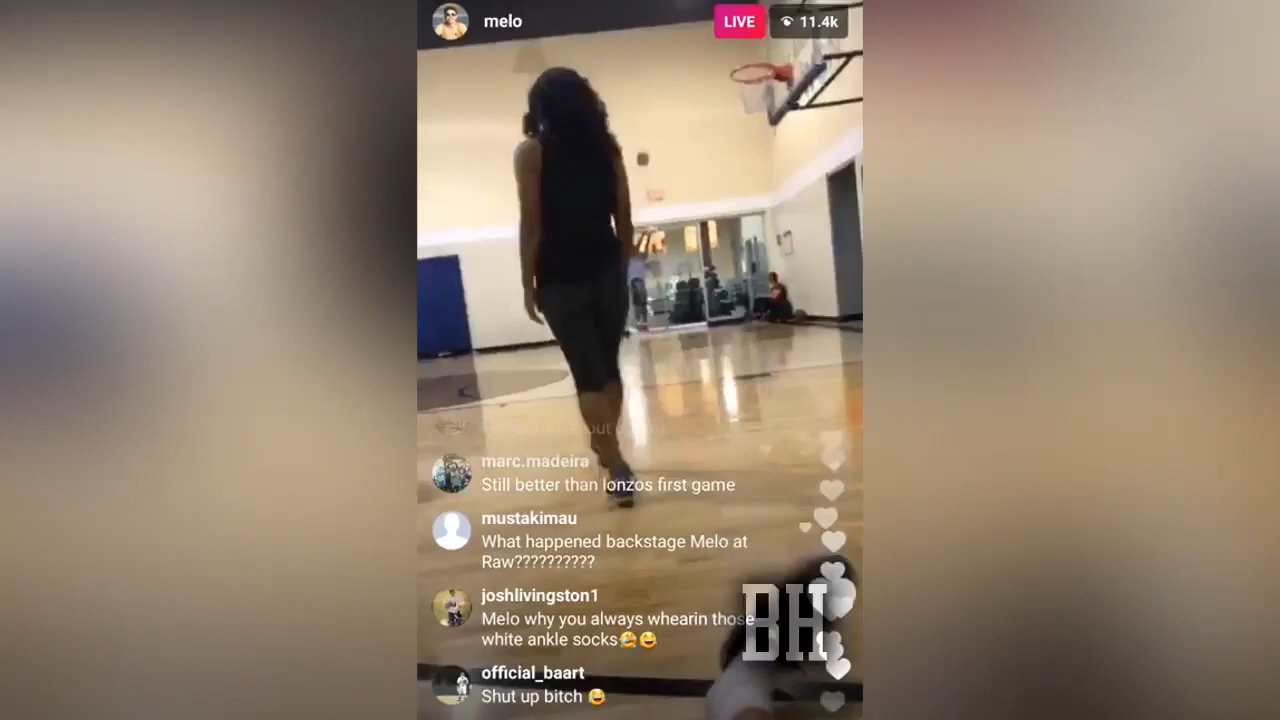 melo
LIVE 11.4k
marc.madeira
Still better than lonzos first game
mustakimau
What happened backstage Melo at
Raw??????????
joshlivingston1
Melo why you always whearin those
white ankle socks🤣😂
official_baart
Shut up bitch 😂
BH